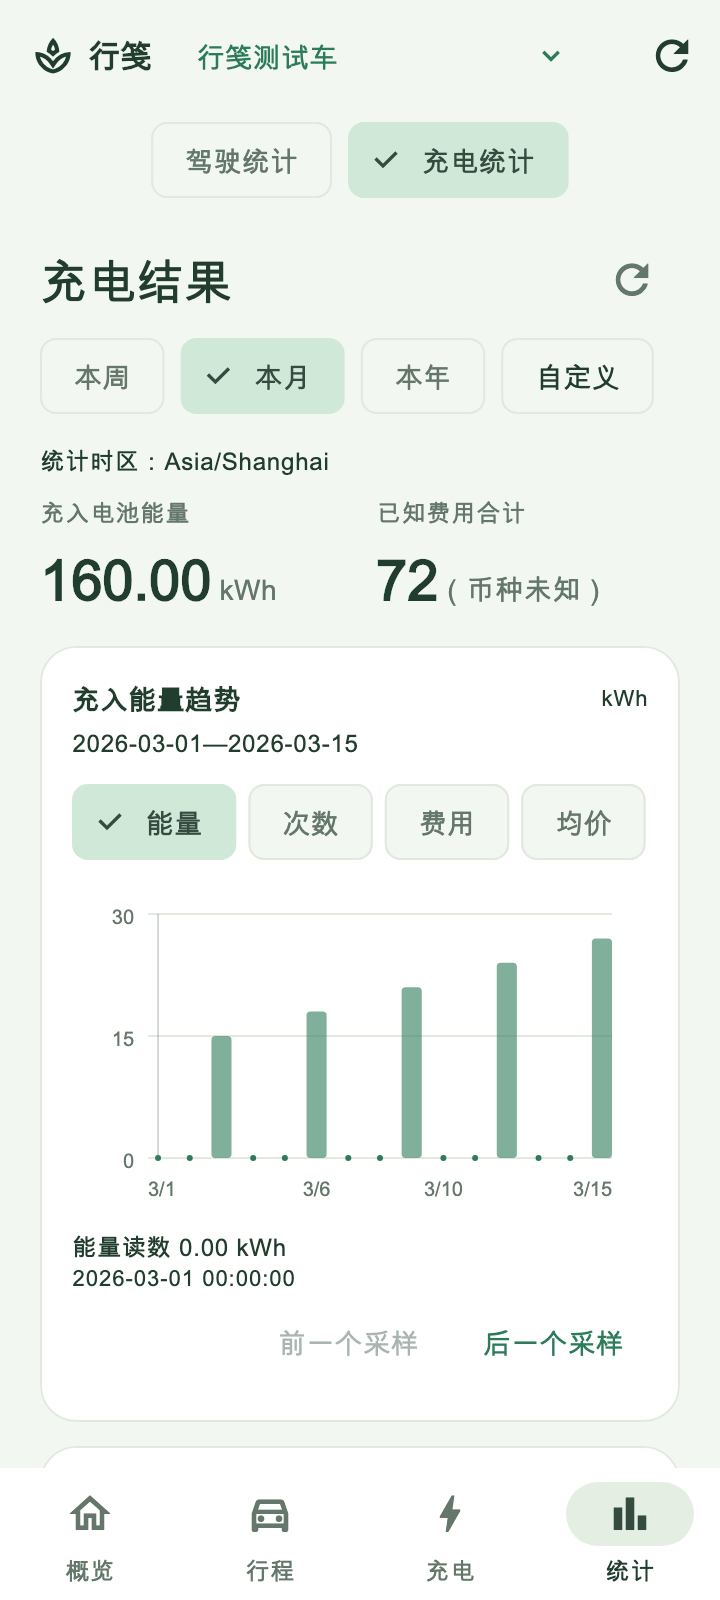 行笺 行笺测试车
驾驶统计 充电统计
充电结果
本周 本月 本年 自定义
统计时区：Asia/Shanghai
充入电池能量 已知费用合计
160.00 kWh 72（币种未知）
充入能量趋势 kWh
2026-03-01—2026-03-15
能量 次数 费用 均价
30
15
0
3/1 3/6 3/10 3/15
能量读数 0.00 kWh
2026-03-01 00:00:00
前一个采样 后一个采样
概览 行程 充电 统计